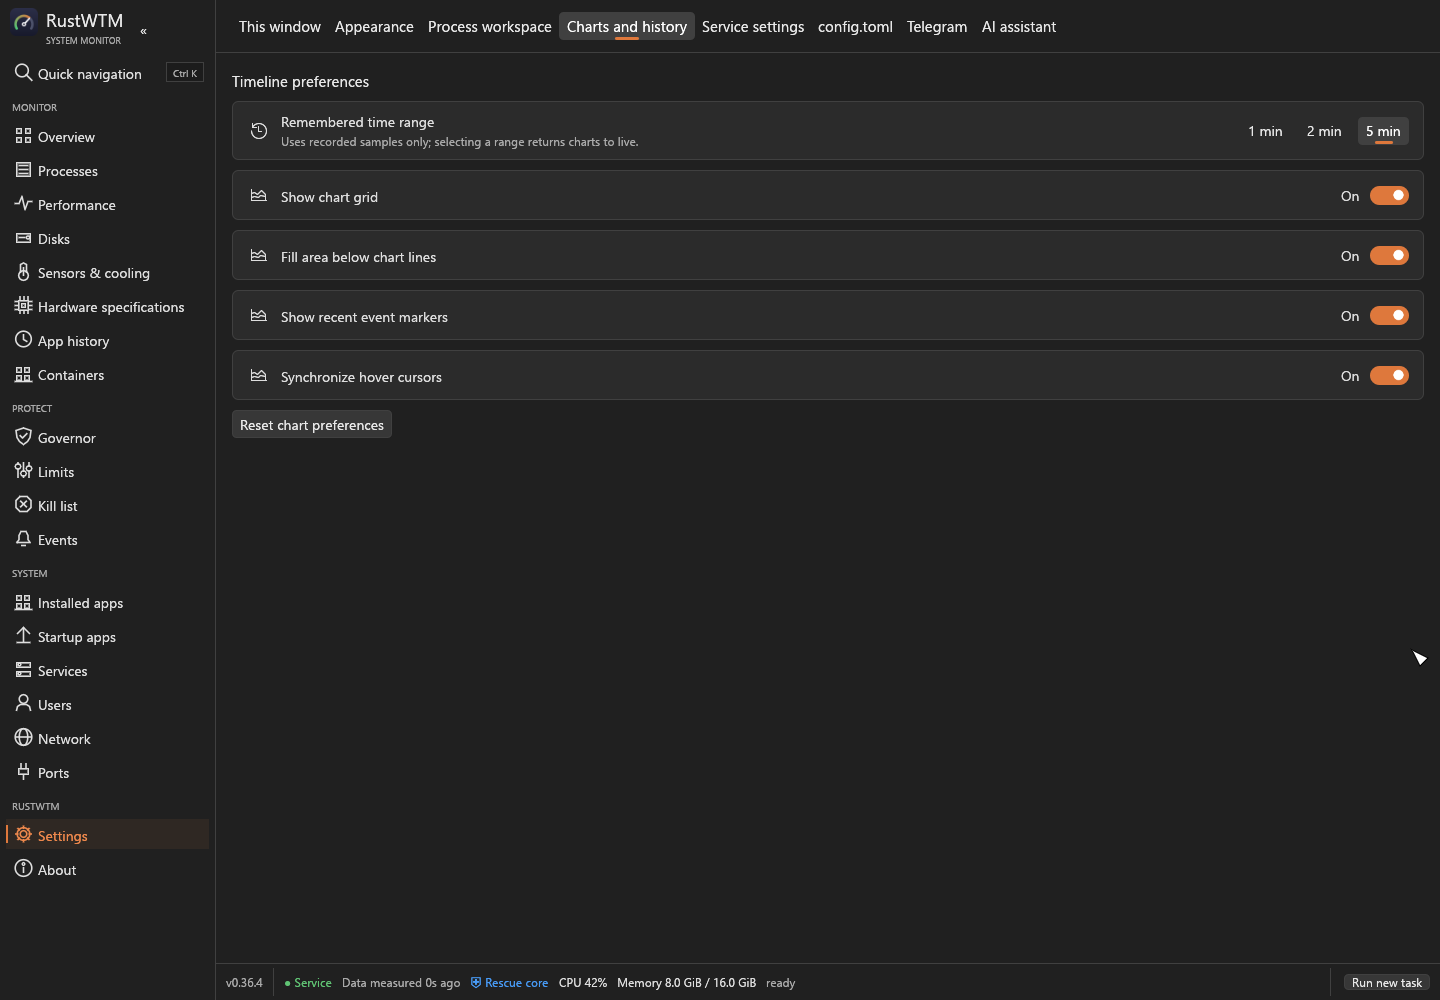 RustWTM
SYSTEM MONITOR
«
Quick navigation
Ctrl K
MONITOR
Overview
Processes
Performance
Disks
Sensors & cooling
Hardware specifications
App history
Containers
PROTECT
Governor
Limits
Kill list
Events
SYSTEM
Installed apps
Startup apps
Services
Users
Network
Ports
RUSTWTM
Settings
About
This window Appearance Process workspace Charts and history Service settings config.toml Telegram AI assistant
Timeline preferences
Remembered time range
Uses recorded samples only; selecting a range returns charts to live.
1 min 2 min 5 min
Show chart grid On
Fill area below chart lines On
Show recent event markers On
Synchronize hover cursors On
Reset chart preferences
v0.36.4 Service Data measured 0s ago Rescue core CPU 42% Memory 8.0 GiB / 16.0 GiB ready Run new task